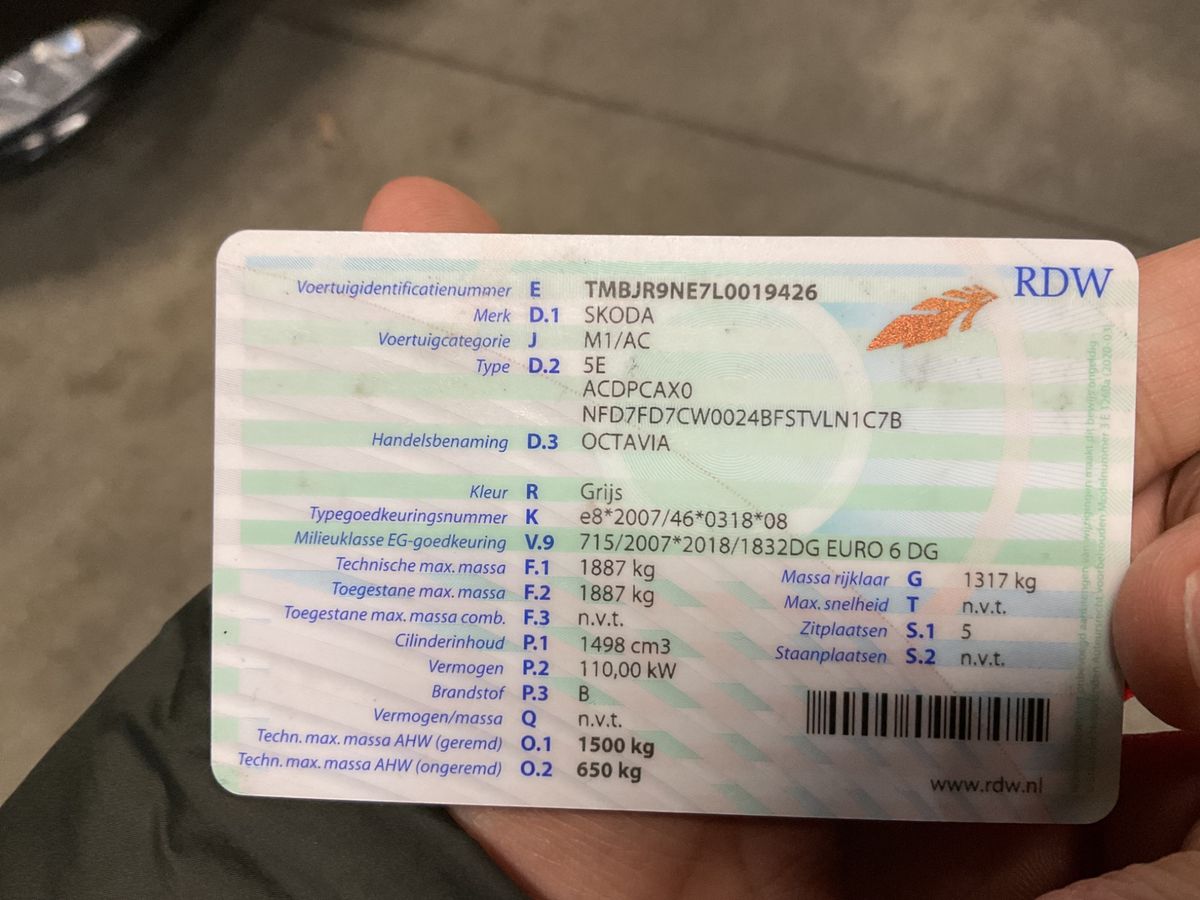 RDW
Voertuigidentificatienummer E TMBJR9NE7L0019426
Merk D.1 SKODA
Voertuigcategorie J M1/AC
Type D.2 5E
ACDPCAX0
NFD7FD7CW0024BFSTVLN1C7B
Handelsbenaming D.3 OCTAVIA
Kleur R Grijs
Typegoedkeuringsnummer K e8*2007/46*0318*08
Milieuklasse EG-goedkeuring V.9 715/2007*2018/1832DG EURO 6 DG
Technische max. massa F.1 1887 kg Massa rijklaar G 1317 kg
Toegestane max. massa F.2 1887 kg Max. snelheid T n.v.t.
Toegestane max. massa comb. F.3 n.v.t. Zitplaatsen S.1 5
Cilinderinhoud P.1 1498 cm3 Staanplaatsen S.2 n.v.t.
Vermogen P.2 110,00 kW
Brandstof P.3 B
Vermogen/massa Q n.v.t.
Techn. max. massa AHW (geremd) O.1 1500 kg
Techn. max. massa AHW (ongeremd) O.2 650 kg
www.rdw.nl